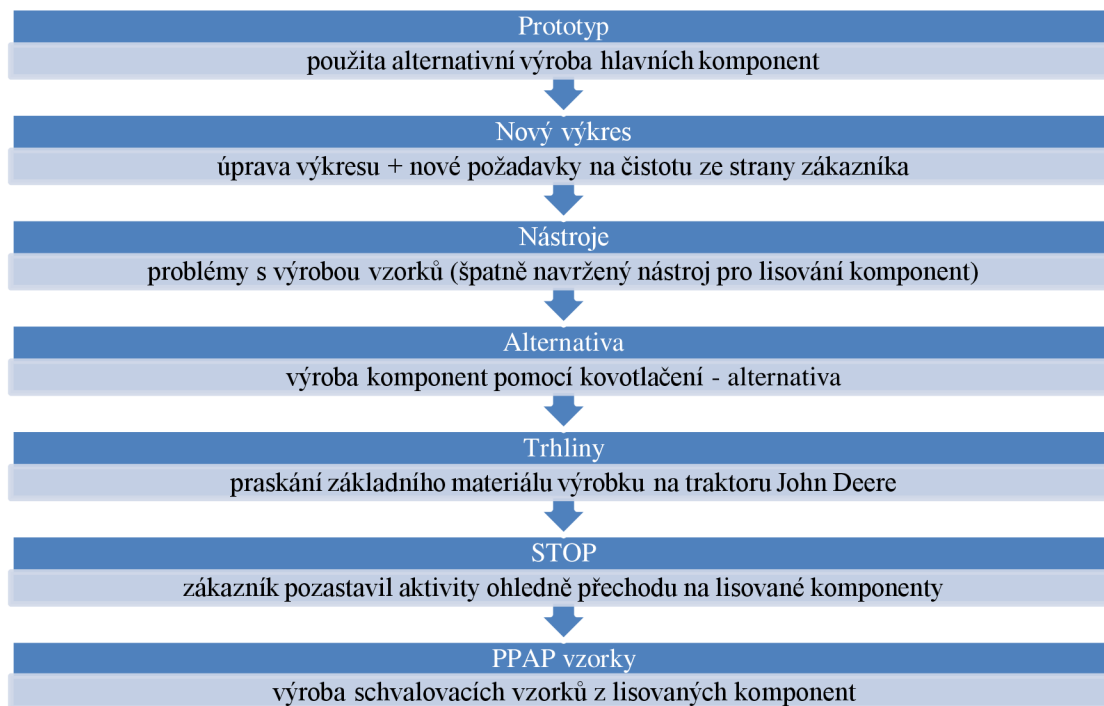 Prototyp
použita alternativní výroba hlavních komponent
Nový výkres
úprava výkresu + nové požadavky na čistotu ze strany zákazníka
Nástroje
problémy s výrobou vzorků (špatně navržený nástroj pro lisování komponent)
Alternativa
výroba komponent pomocí kovotlačení - alternativa
Trhliny
praskání základního materiálu výrobku na traktoru John Deere
STOP
zákazník pozastavil aktivity ohledně přechodu na lisované komponenty
PPAP vzorky
výroba schvalovacích vzorků z lisovaných komponent